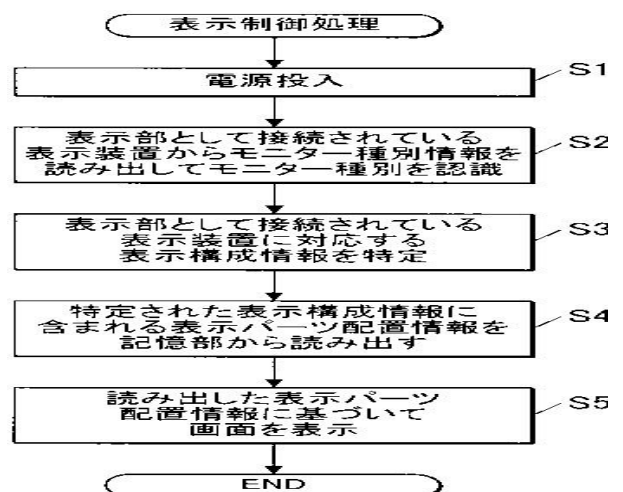 表示制御処理
電源投入
S1
表示部として接続されている
表示装置からモニター種別情報を
読み出してモニター種別を認識
S2
表示部として接続されている
表示装置に対応する
表示構成情報を特定
S3
特定された表示構成情報に
含まれる表示パーツ配置情報を
記憶部から読み出す
S4
読み出した表示パーツ
配置情報に基づいて
画面を表示
S5
END